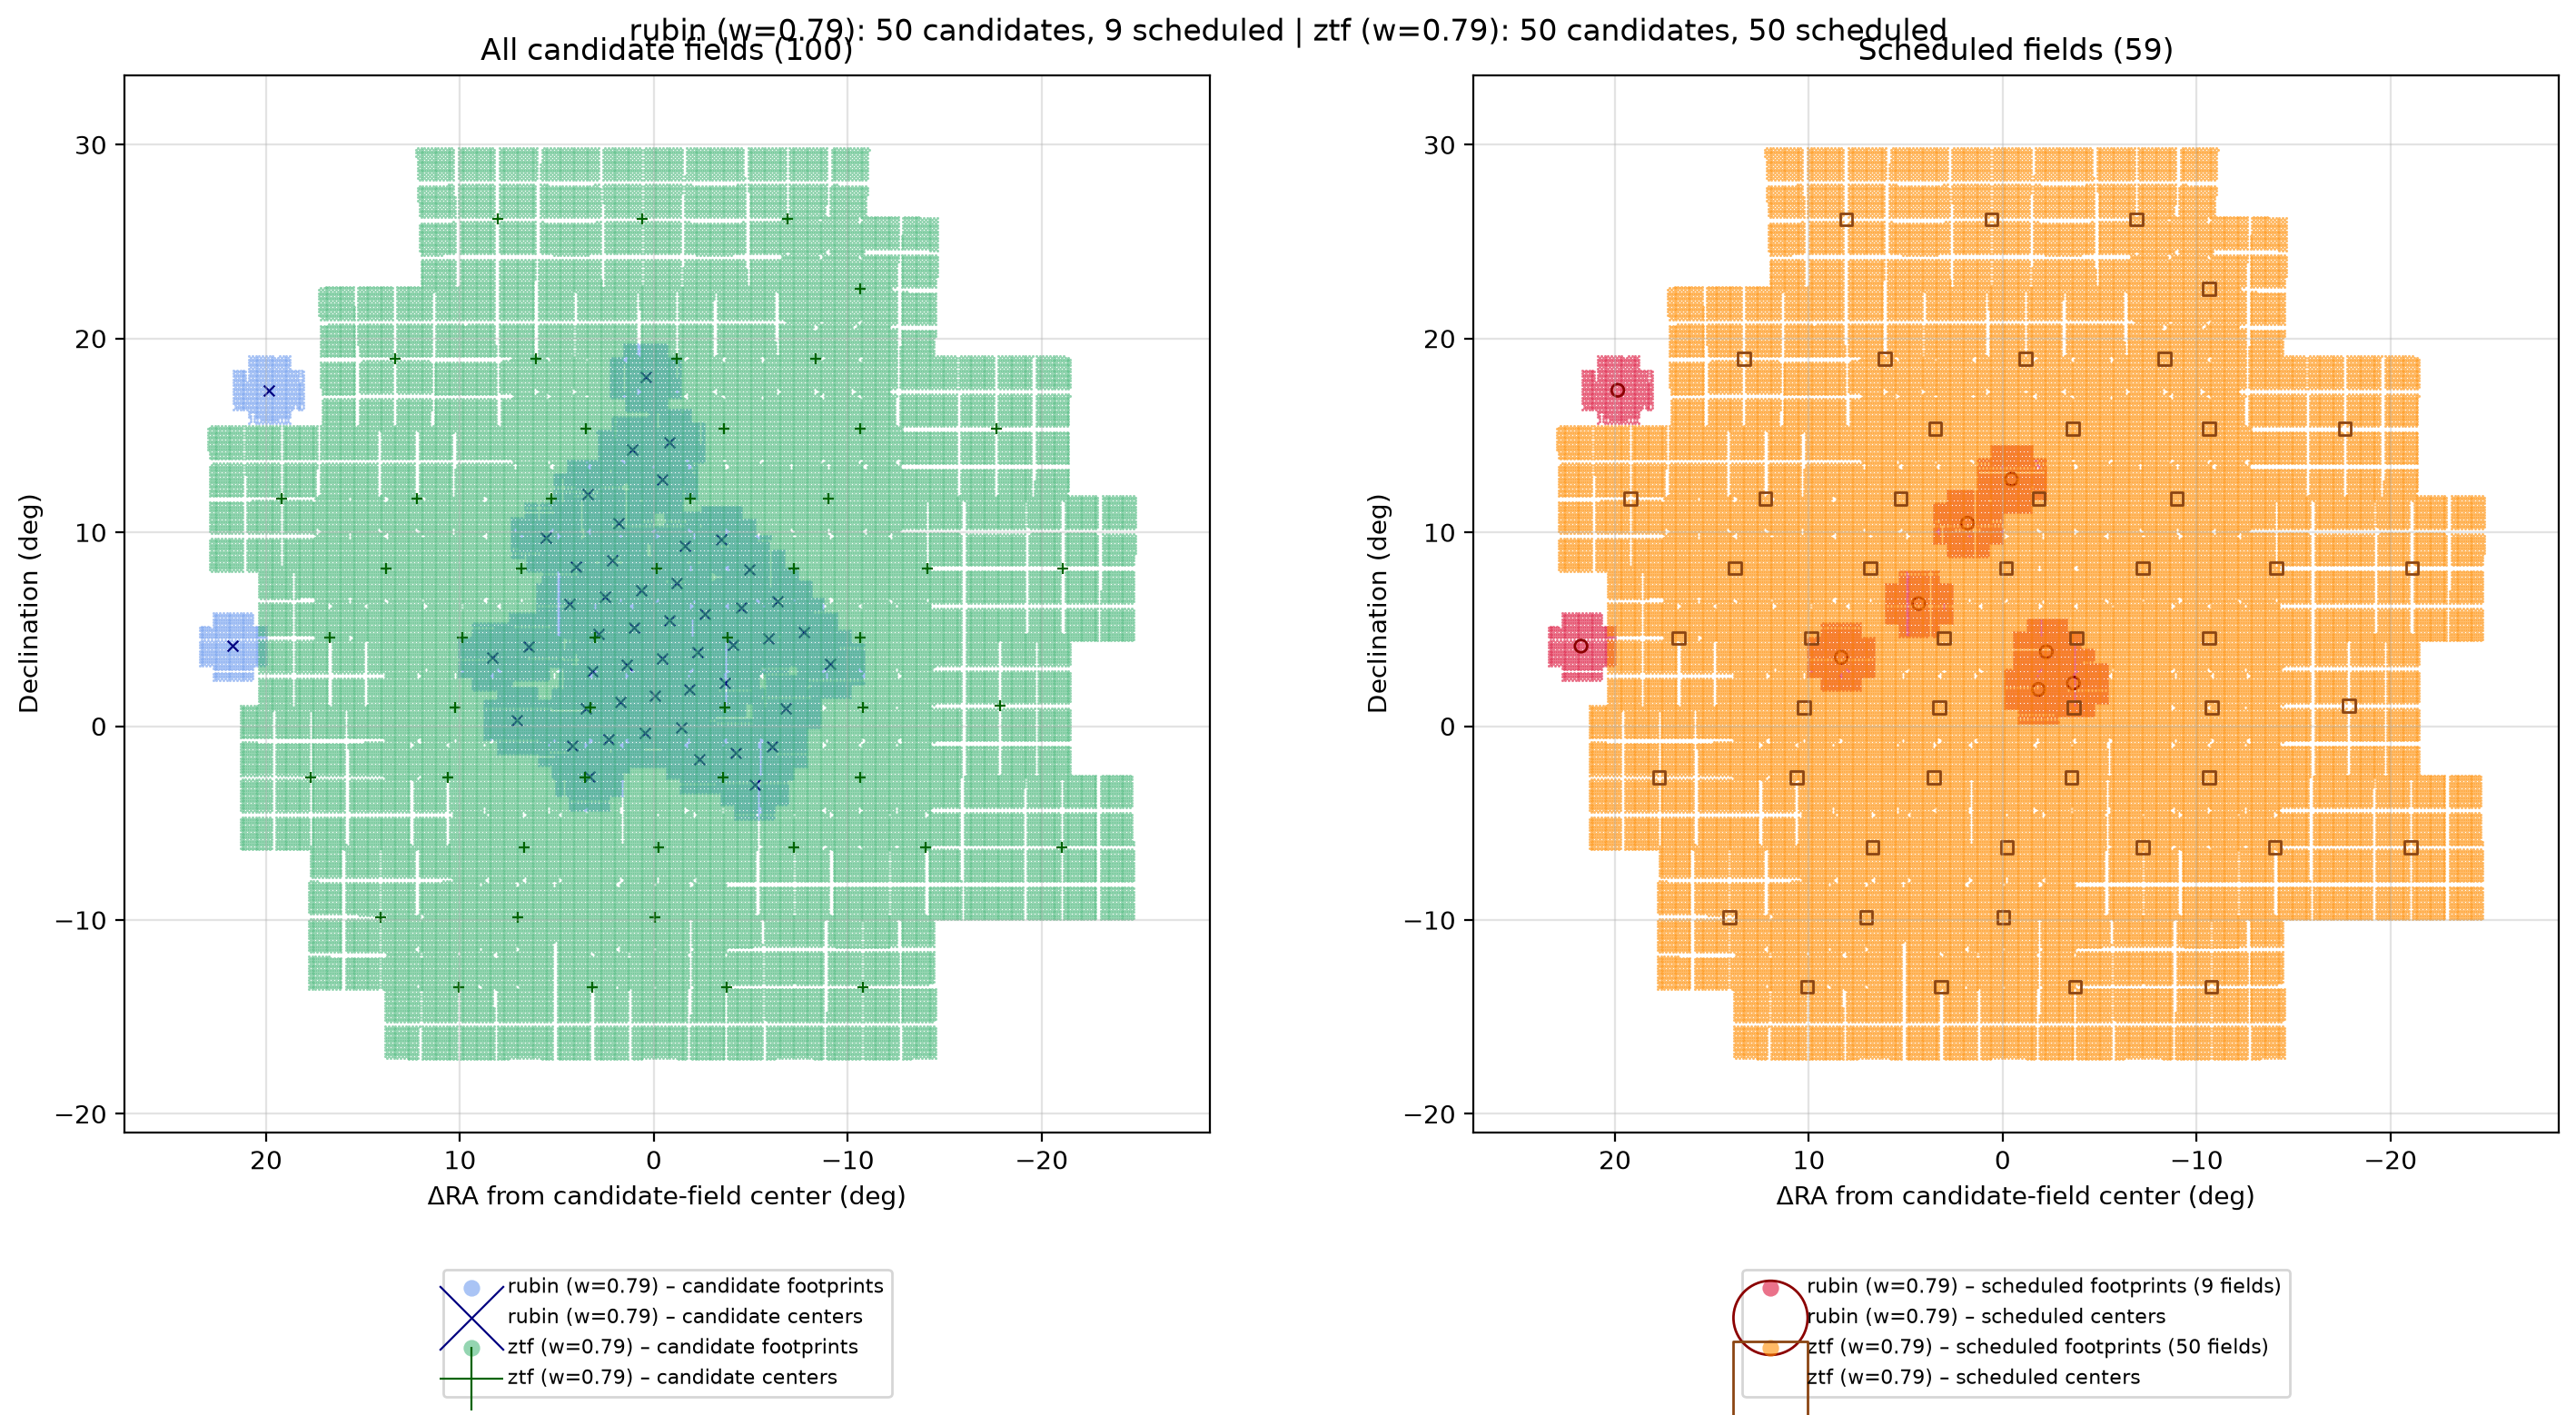 rubin (w=0.79): 50 candidates, 9 scheduled | ztf (w=0.79): 50 candidates, 50 scheduled
All candidate fields (100)
30
20
10
0
−10
−20
Declination (deg)
20
10
0
−10
−20
ΔRA from candidate-field center (deg)
rubin (w=0.79) – candidate footprints
rubin (w=0.79) – candidate centers
ztf (w=0.79) – candidate footprints
ztf (w=0.79) – candidate centers
Scheduled fields (59)
30
20
10
0
−10
−20
Declination (deg)
20
10
0
−10
−20
ΔRA from candidate-field center (deg)
rubin (w=0.79) – scheduled footprints (9 fields)
rubin (w=0.79) – scheduled centers
ztf (w=0.79) – scheduled footprints (50 fields)
ztf (w=0.79) – scheduled centers